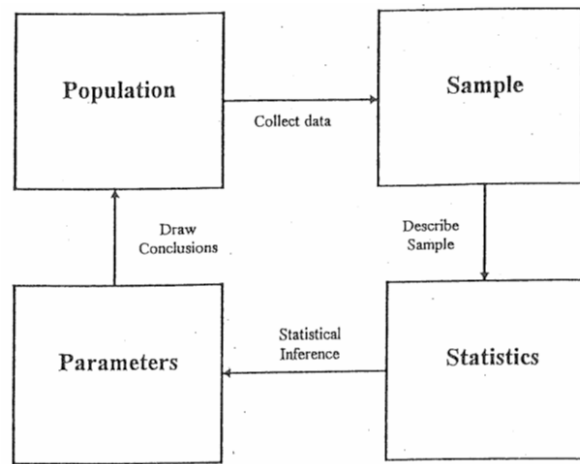 Population
Sample
Collect data
Draw
Conclusions
Describe
Sample
Statistical
Inference
Parameters
Statistics